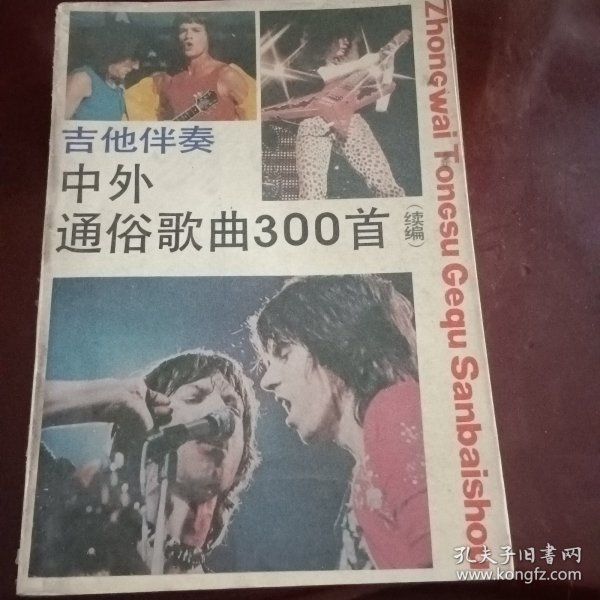 吉他伴奏
中外
通俗歌曲300首
（续编）
Zhongwai Tongsu Gequ Sanbaishou
孔夫子旧书网
www.kongfz.com